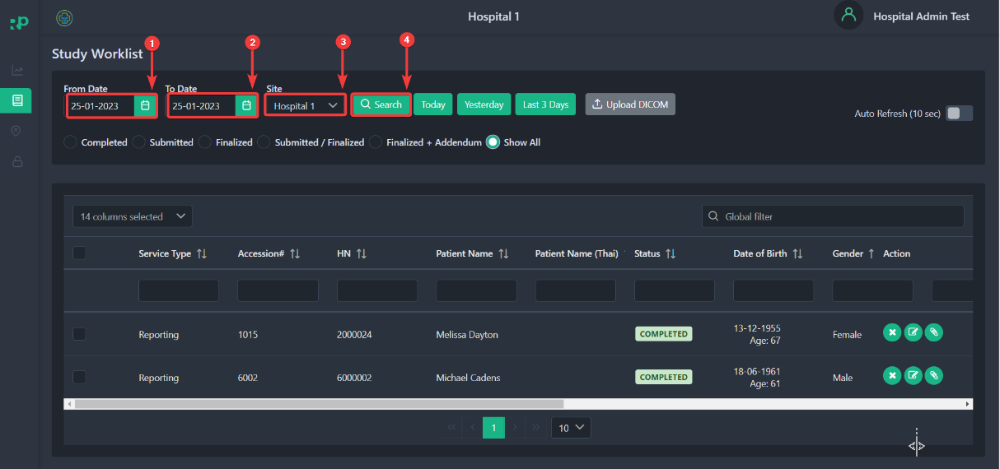 Hospital 1
Hospital Admin Test
1 2 3 4
Study Worklist
From Date To Date Site
25-01-2023 25-01-2023 Hospital 1 Search Today Yesterday Last 3 Days Upload DICOM
Auto Refresh (10 sec)
Completed Submitted Finalized Submitted / Finalized Finalized + Addendum Show All
14 columns selected Global filter
Service Type Accession# HN Patient Name Patient Name (Thai) Status Date of Birth Gender Action
Reporting 1015 2000024 Melissa Dayton COMPLETED 13-12-1955 Female
Age: 67
Reporting 6002 6000002 Michael Cadens COMPLETED 18-06-1961 Male
Age: 61
1 10